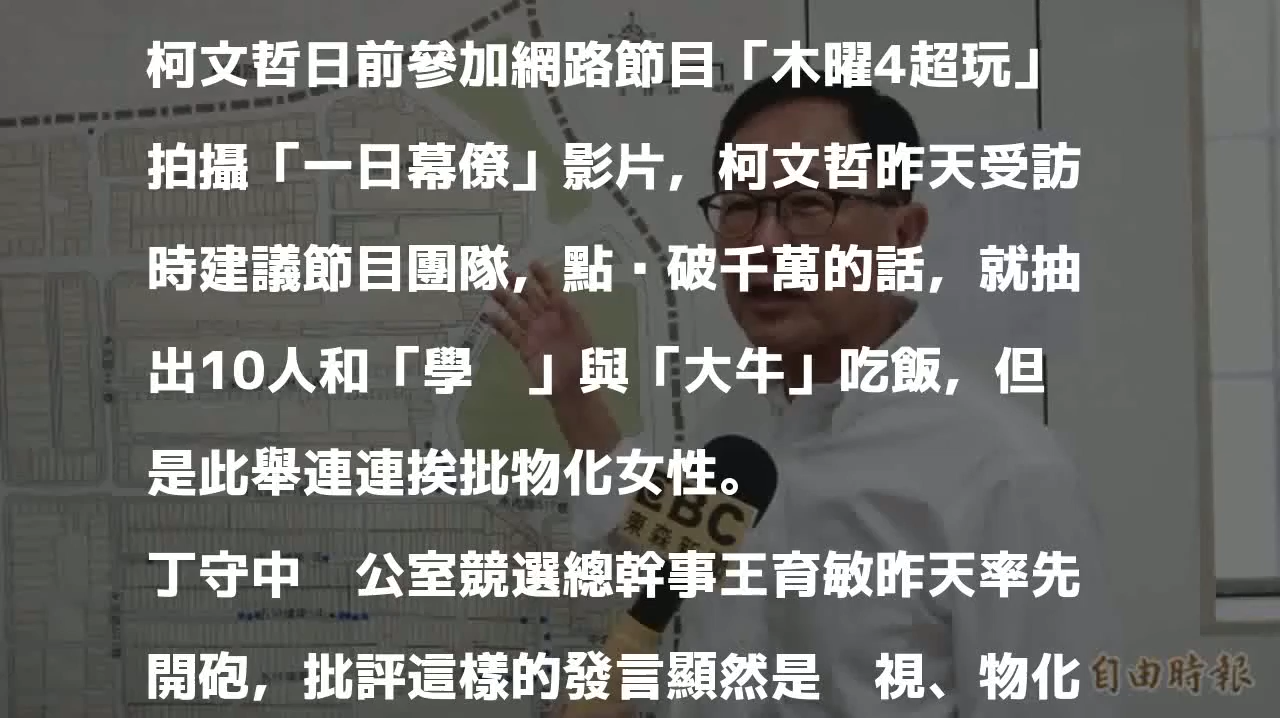 柯文哲日前參加網路節目「木曜4超玩」
拍攝「一日幕僚」影片，柯文哲昨天受訪
時建議節目團隊，點▪破千萬的話，就抽
出10人和「學　」與「大牛」吃飯，但
是此舉連連挨批物化女性。
丁守中　公室競選總幹事王育敏昨天率先
開砲，批評這樣的發言顯然是　視、物化
EBC
東森
自由時報